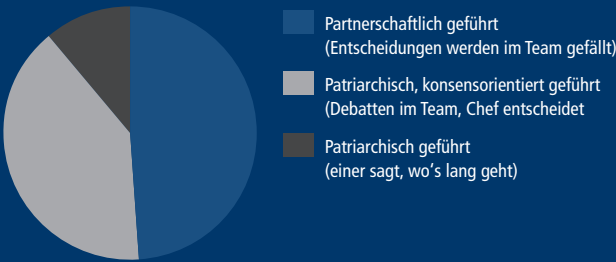 Partnerschaftlich geführt
(Entscheidungen werden im Team gefällt)
Patriarchisch, konsensorientiert geführt
(Debatten im Team, Chef entscheidet
Patriarchisch geführt
(einer sagt, wo's lang geht)